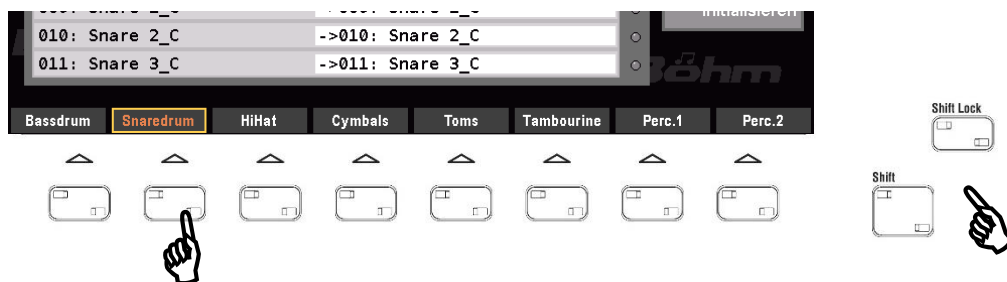 Initialisieren
010: Snare 2_C ->010: Snare 2_C
011: Snare 3_C ->011: Snare 3_C
Böhm
Bassdrum Snaredrum HiHat Cymbals Toms Tambourine Perc.1 Perc.2
Shift Lock
Shift